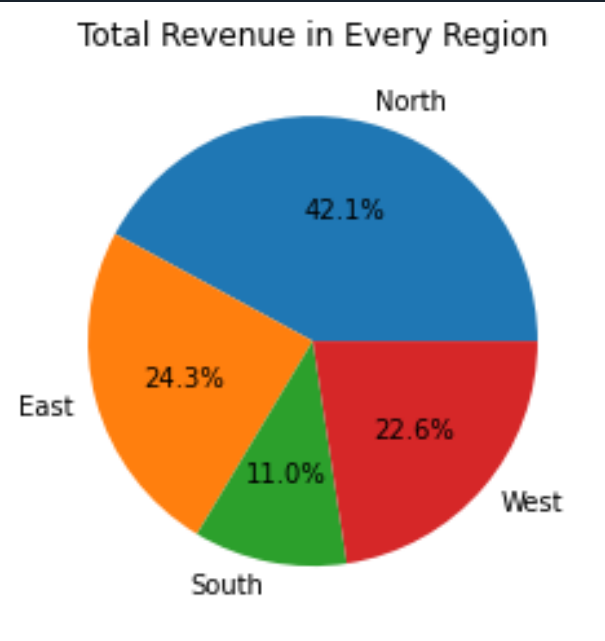 Total Revenue in Every Region
North
42.1%
24.3%
East
22.6%
11.0%
West
South